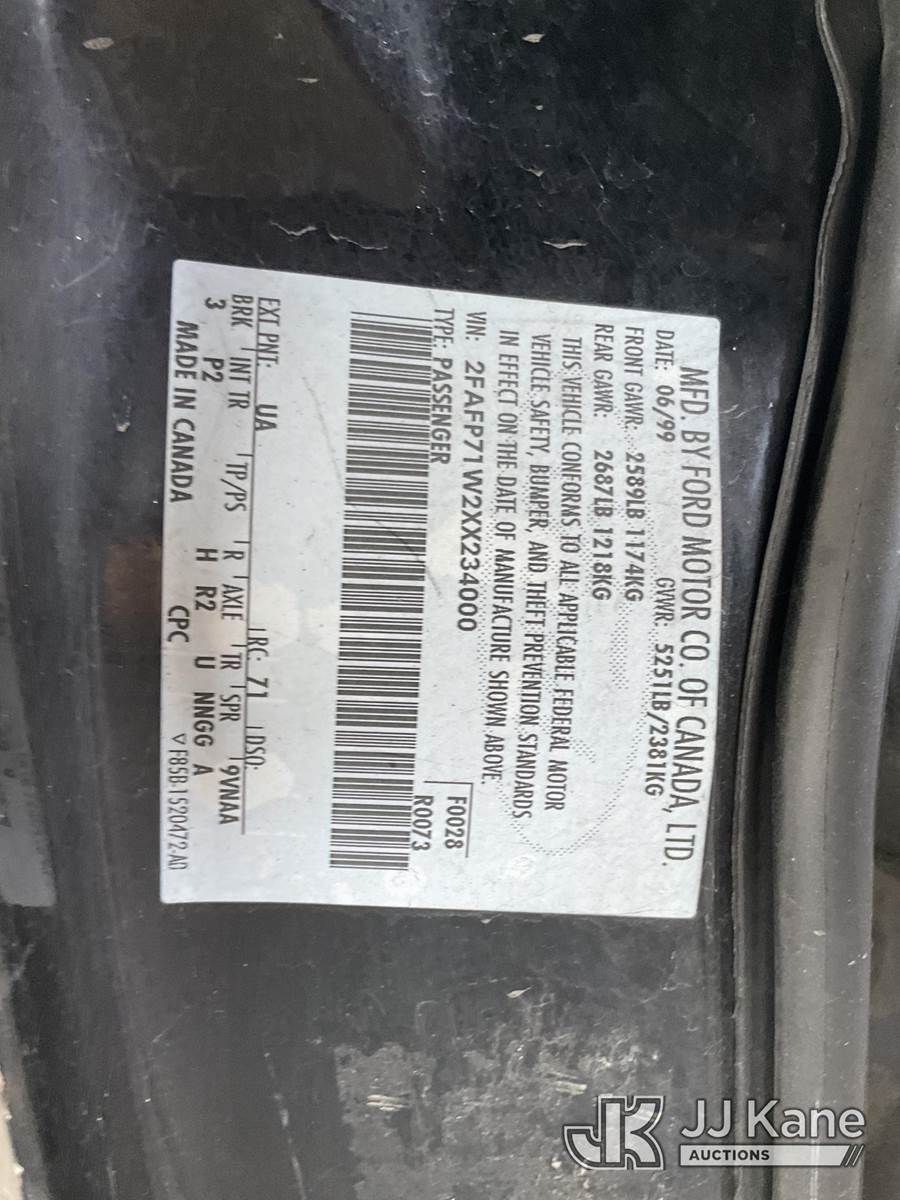 MFD. BY FORD MOTOR CO. OF CANADA, LTD.
DATE: 06/99 GVWR: 5251LB/2381KG
FRONT GAWR: 2589LB 1174KG
REAR GAWR: 2687LB 1218KG
THIS VEHICLE CONFORMS TO ALL APPLICABLE FEDERAL MOTOR
VEHICLE SAFETY, BUMPER, AND THEFT PREVENTION STANDARDS
IN EFFECT ON THE DATE OF MANUFACTURE SHOWN ABOVE.
VIN: 2FAFP71W2XX234000 F0028
TYPE: PASSENGER R0073
EXT PNT: UA RC: 71 DSO:
BRK INT TR TP/PS R AXLE TR SPR 9VNAA
3 P2 H R2 U NNGG A
MADE IN CANADA CPC ▽F85B-1520472-AD
JK JJ Kane
AUCTIONS